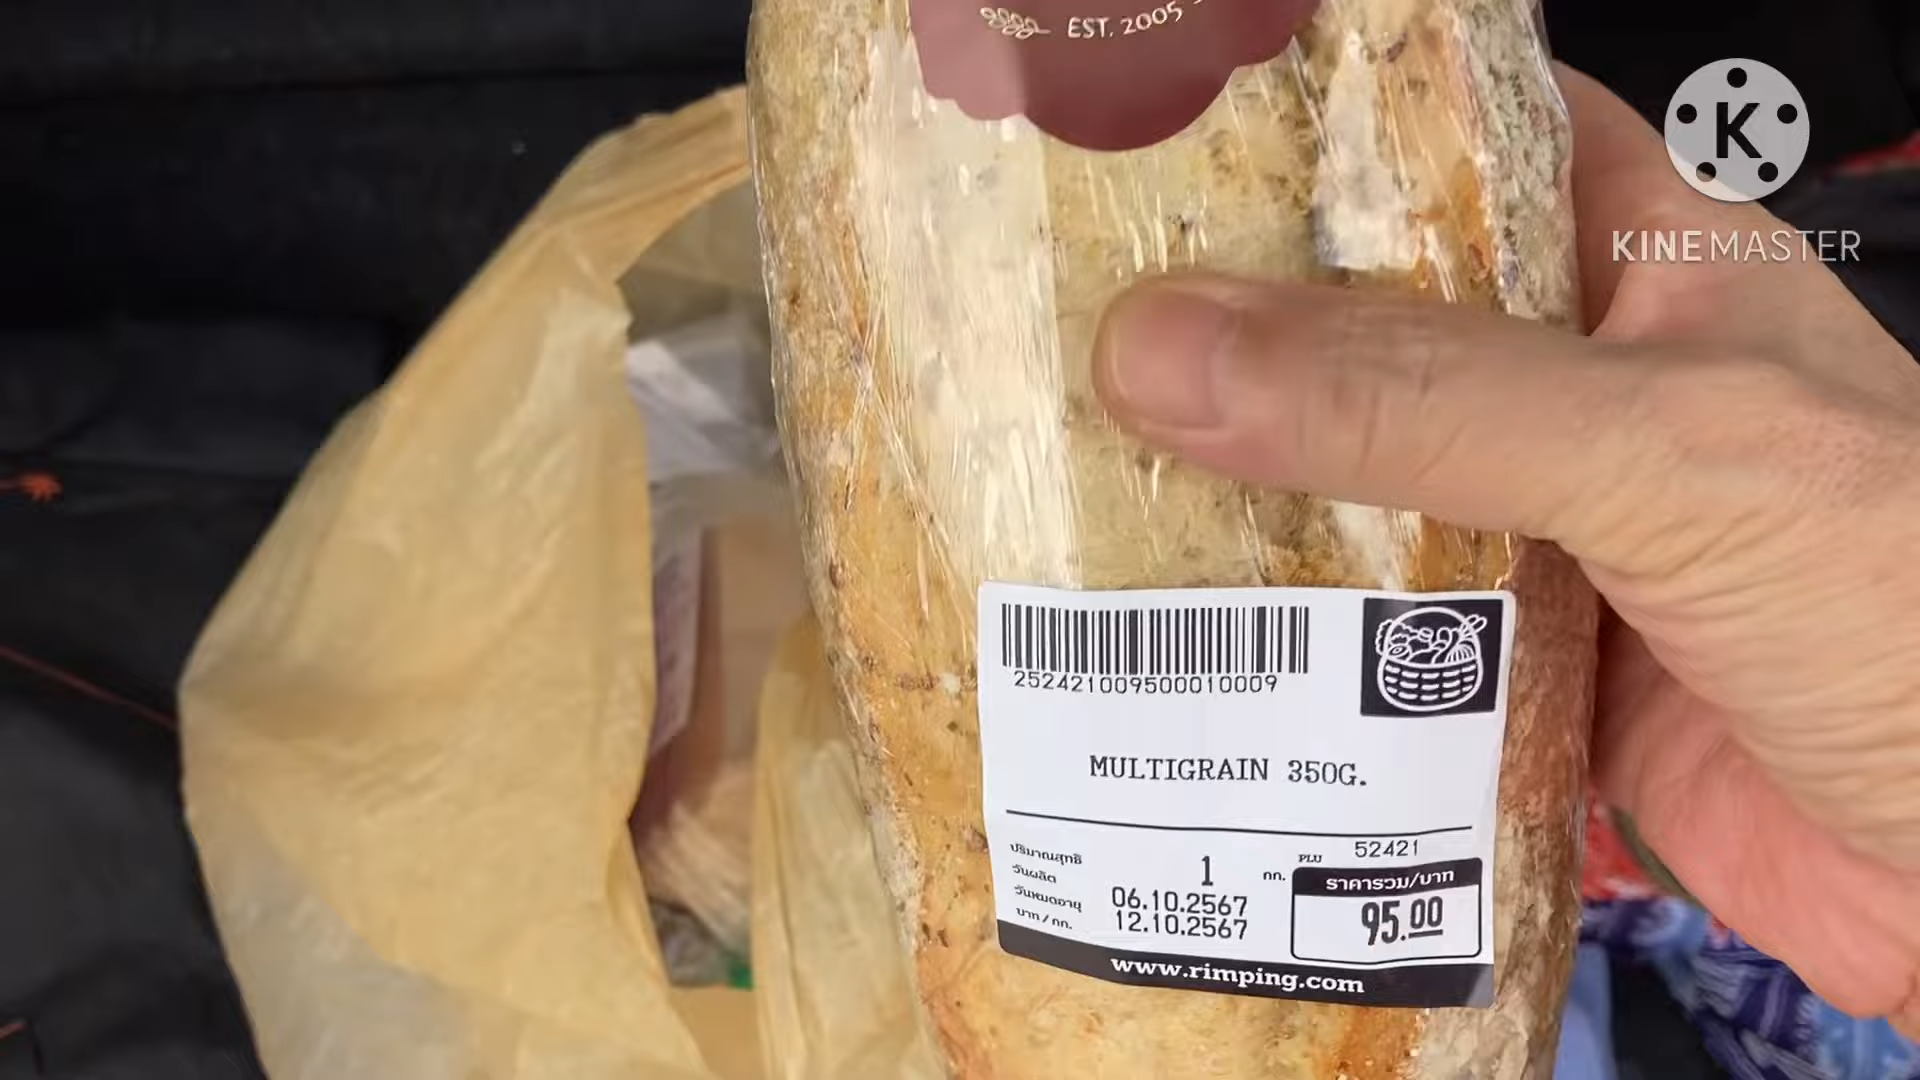 EST. 2005
K
KINEMASTER
252421009500010009
MULTIGRAIN 350G.
PLU 52421
ปริมาณสุทธิ 1 กก.
วันผลิต 06.10.2567
วันหมดอายุ 12.10.2567
บาท / กก.
ราคารวม/บาท
95.00
www.rimping.com